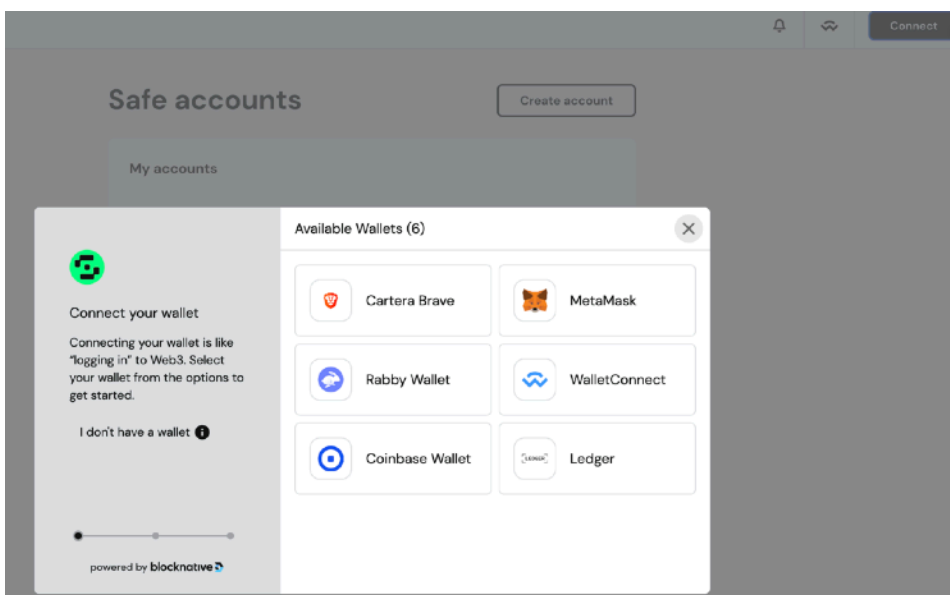 Connect
Safe accounts
Create account
My accounts
Available Wallets (6)
Connect your wallet
Connecting your wallet is like
"logging in" to Web3. Select
your wallet from the options to
get started.
I don't have a wallet
powered by blocknative
Cartera Brave
MetaMask
Rabby Wallet
WalletConnect
Coinbase Wallet
LEDGER
Ledger